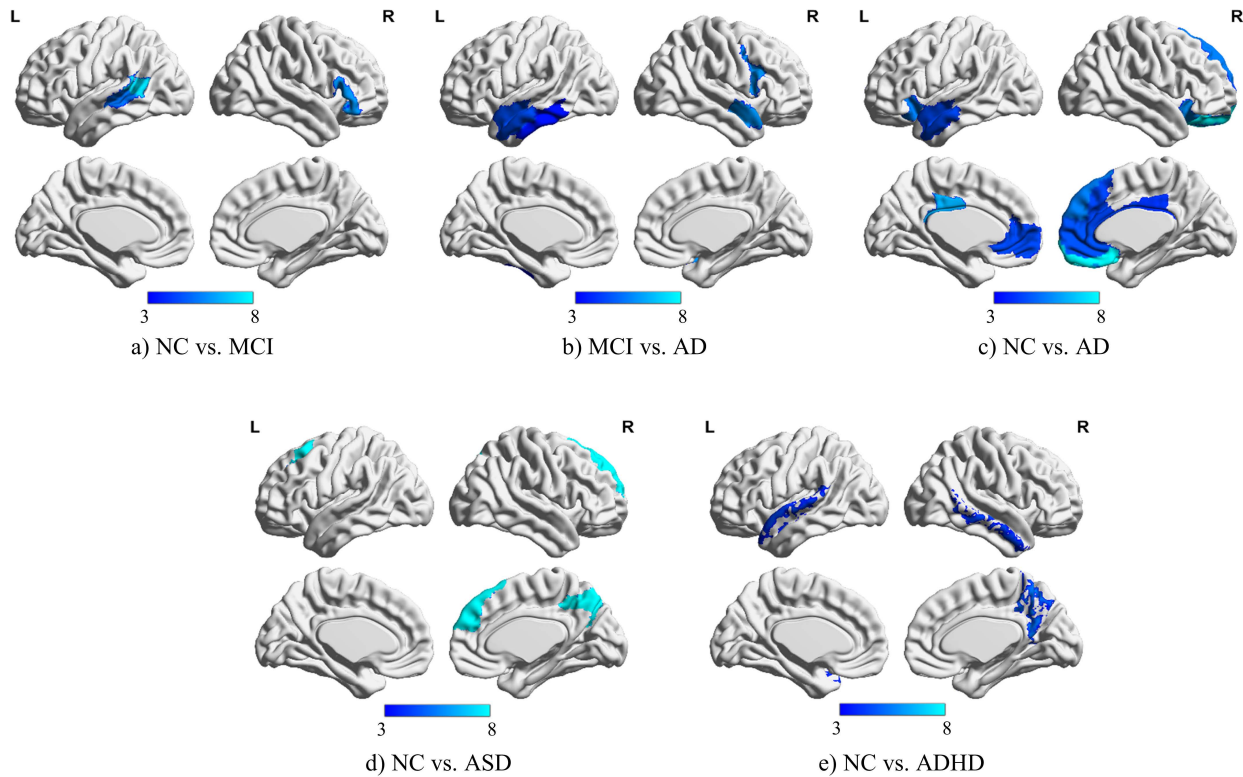 L R L R L R
3 8 3 8 3 8
a) NC vs. MCI b) MCI vs. AD c) NC vs. AD
L R L R
3 8 3 8
d) NC vs. ASD e) NC vs. ADHD